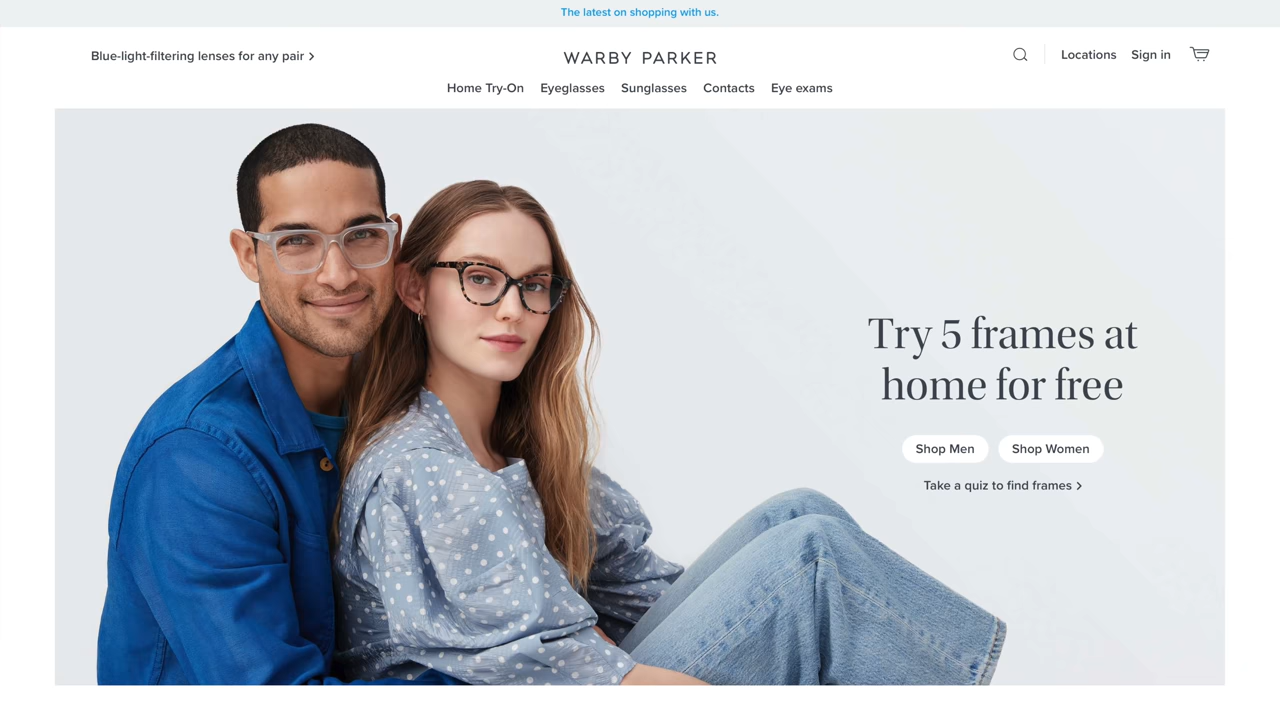 The latest on shopping with us.
Blue-light-filtering lenses for any pair
WARBY PARKER
Locations
Sign in
Home Try-On
Eyeglasses
Sunglasses
Contacts
Eye exams
Try 5 frames at
home for free
Shop Men
Shop Women
Take a quiz to find frames